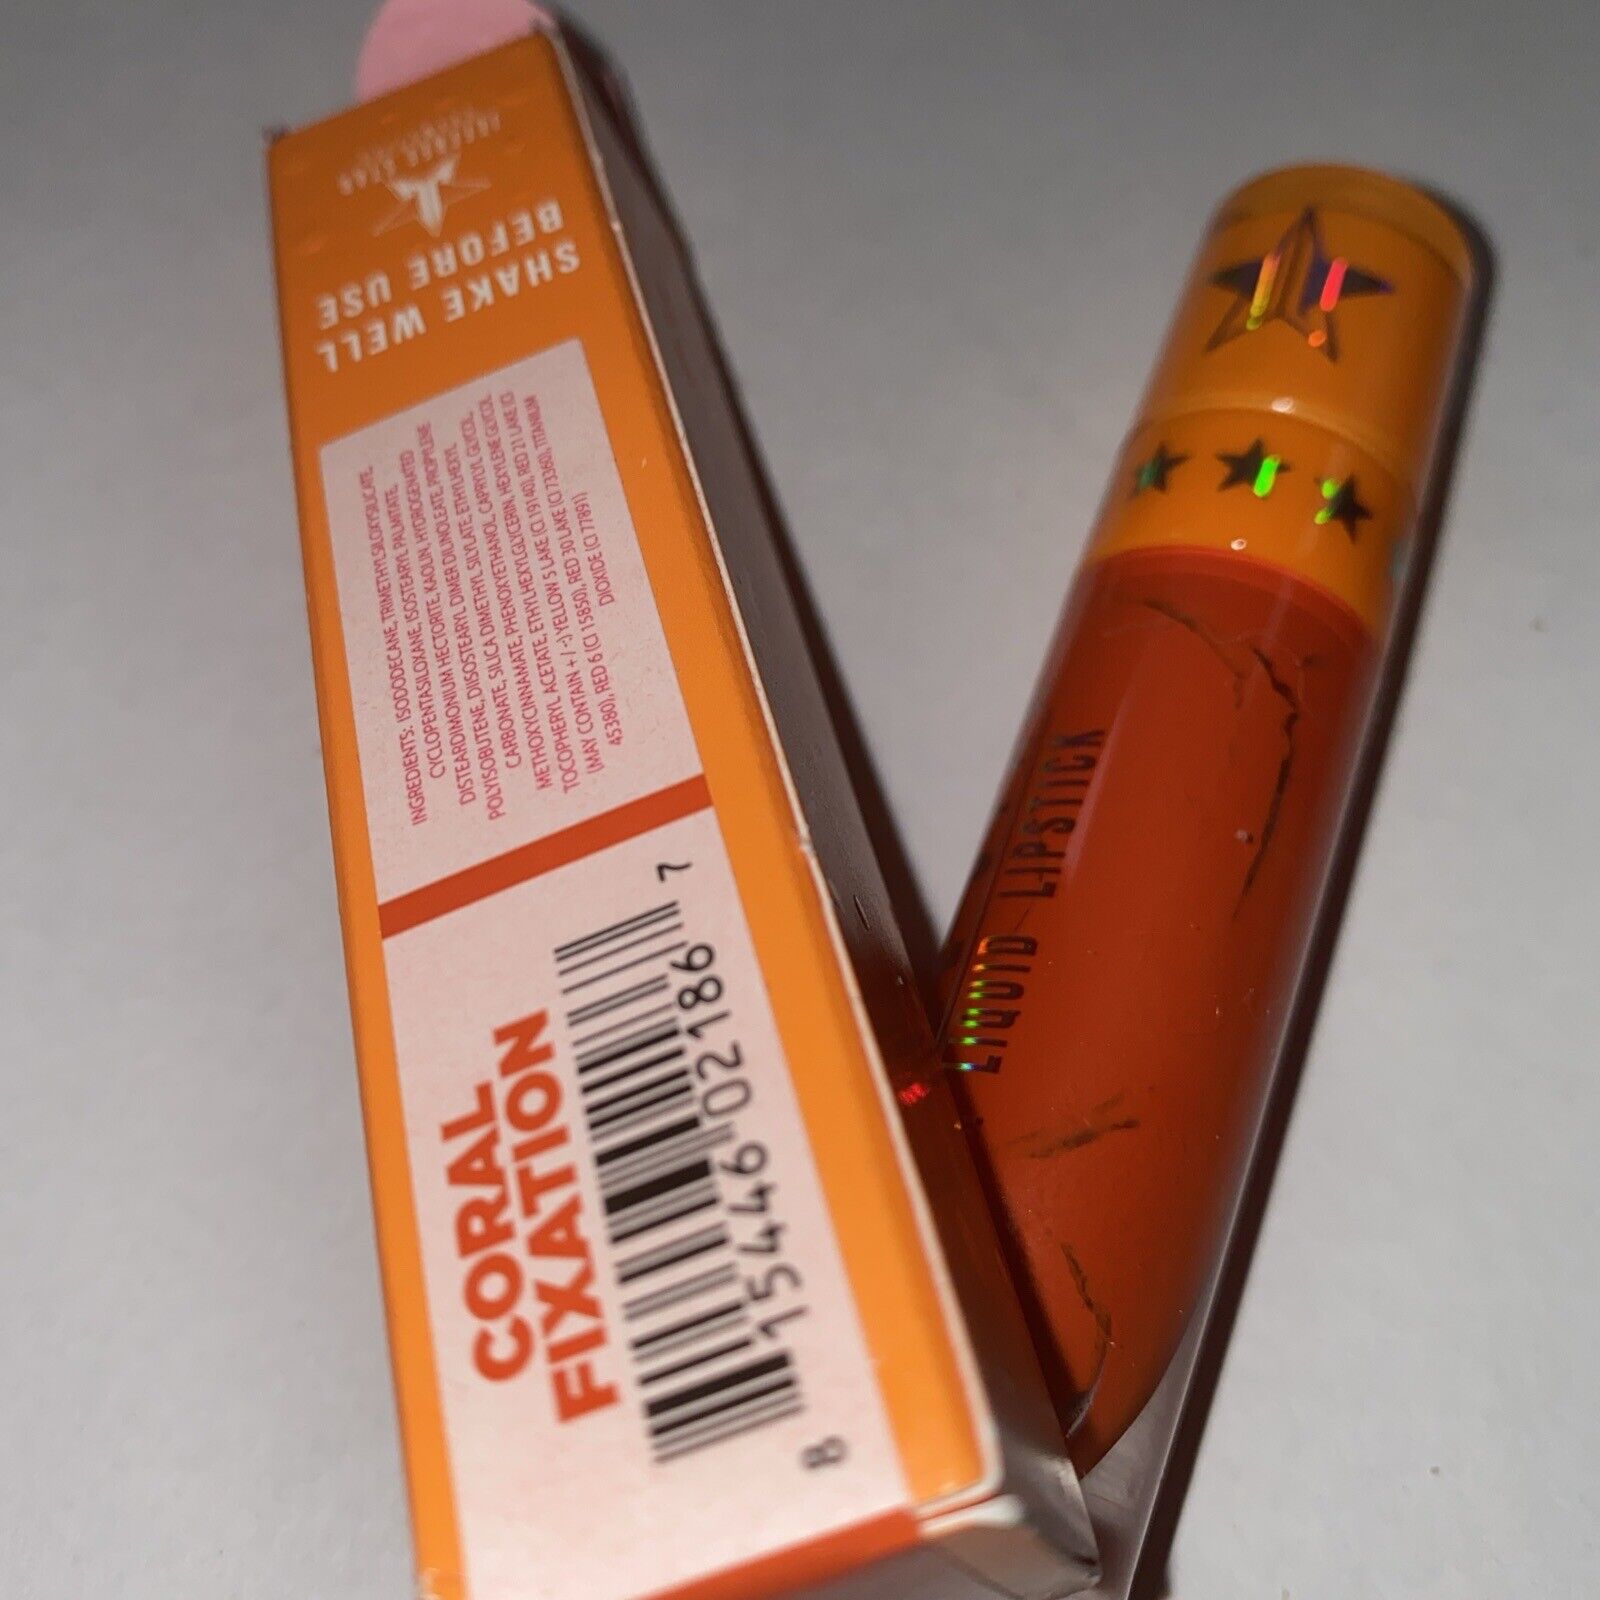 JEFFREE STAR
COSMETICS
SHAKE WELL
BEFORE USE
INGREDIENTS: ISODODECANE, TRIMETHYLSILOXYSILICATE,
CYCLOPENTASILOXANE, ISOSTEARYL PALMITATE,
DISTEARDIMONIUM HECTORITE, KAOLIN, HYDROGENATED
POLYISOBUTENE, DIISOSTEARYL DIMER DILINOLEATE, PROPYLENE
CARBONATE, SILICA DIMETHYL SILYLATE, ETHYLHEXYL
METHOXYCINNAMATE, PHENOXYETHANOL, CAPRYLYL GLYCOL,
TOCOPHERYL ACETATE, ETHYLHEXYLGLYCERIN, HEXYLENE GLYCOL
(MAY CONTAIN + / -) YELLOW 5 LAKE (CI 19140), RED 21 LAKE (CI
45380), RED 6 (CI 15850), RED 30 LAKE (CI 73360), TITANIUM
DIOXIDE (CI 77891)
CORAL
FIXATION
8 15446 02186 7
LIQUID LIPSTICK